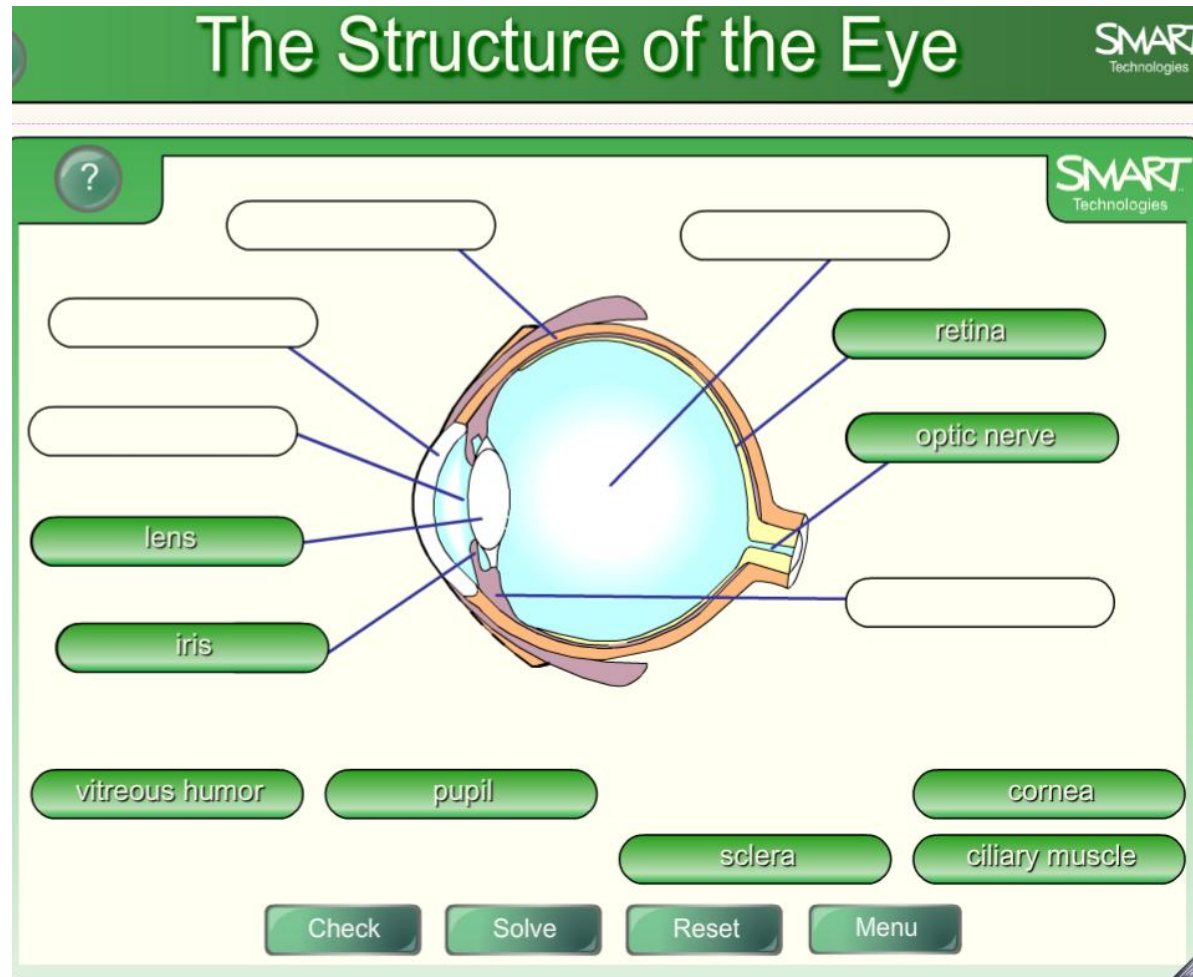 The Structure of the Eye
SMART
Technologies
?
SMART
Technologies
retina
optic nerve
lens
iris
vitreous humor
pupil
cornea
sclera
ciliary muscle
Check
Solve
Reset
Menu